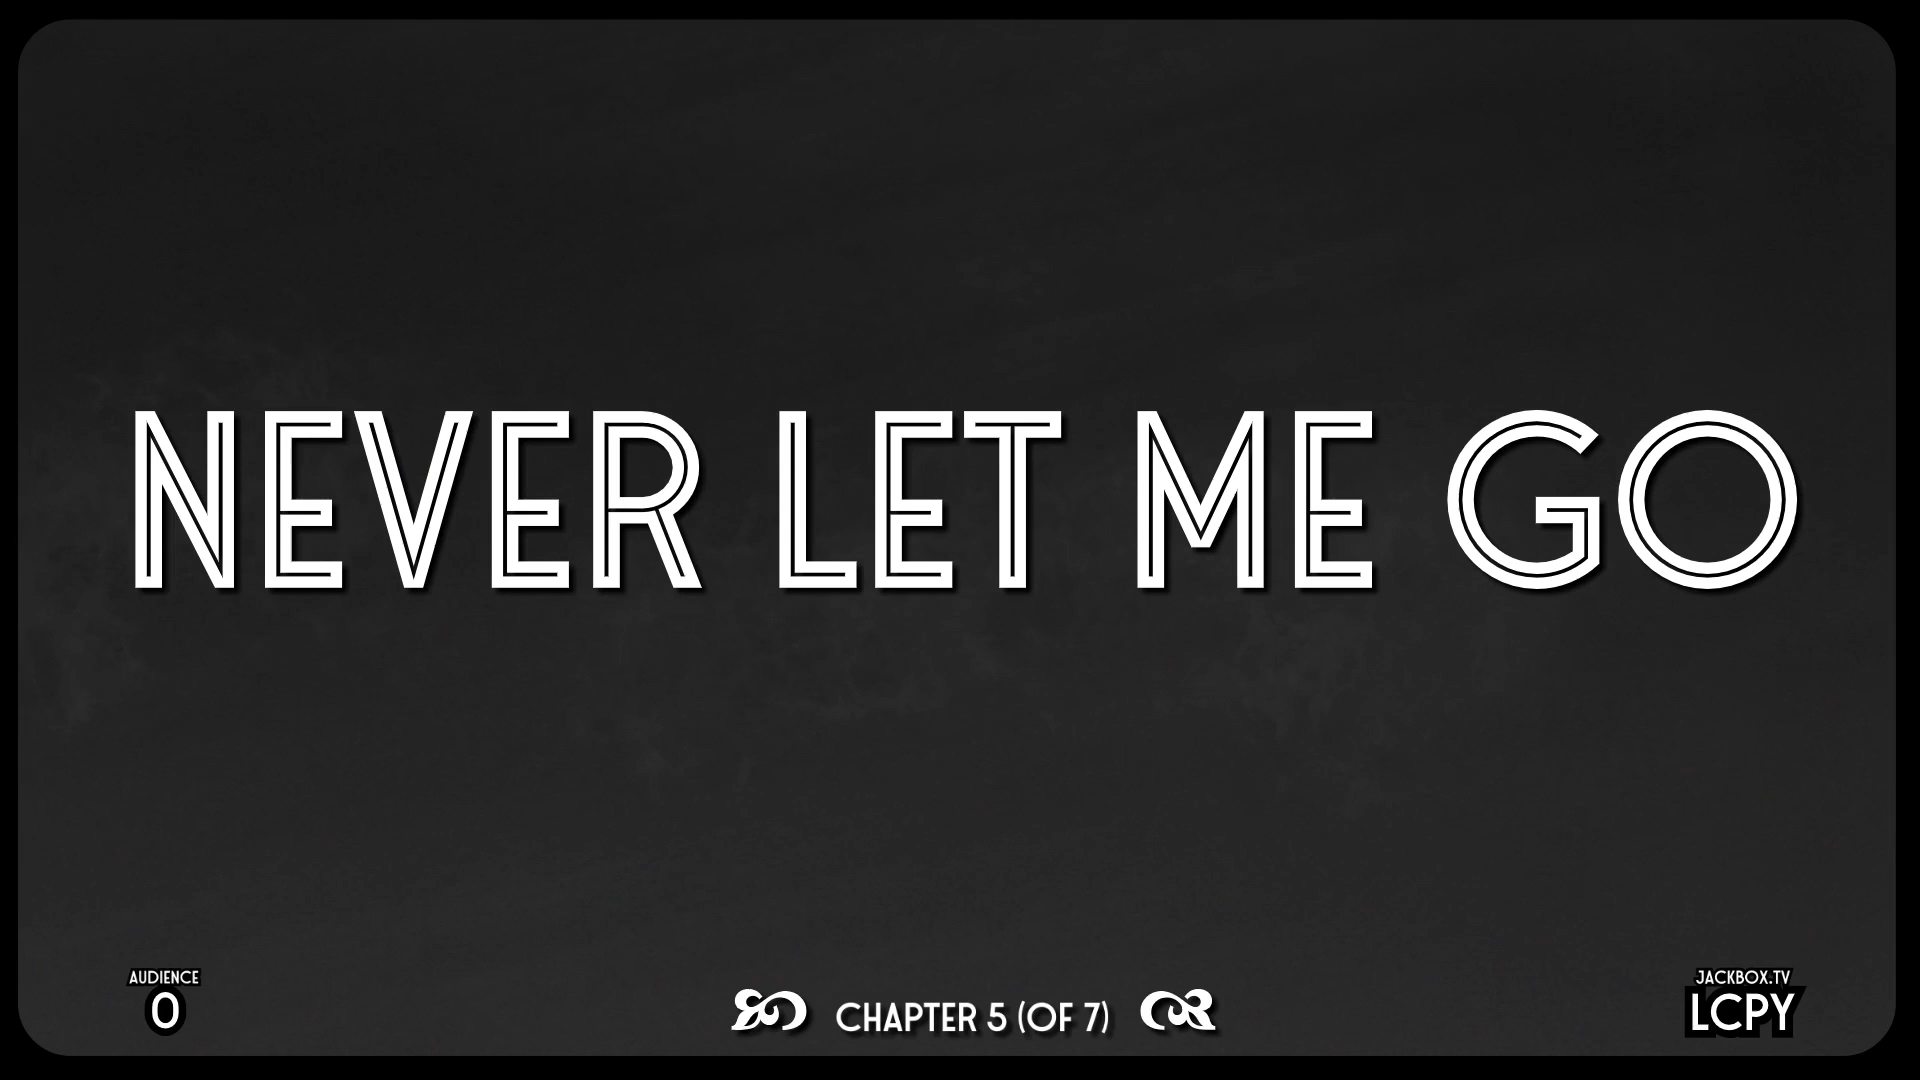 NEVER LET ME GO
AUDIENCE
0
CHAPTER 5 (OF 7)
JACKBOX.TV
LCPY